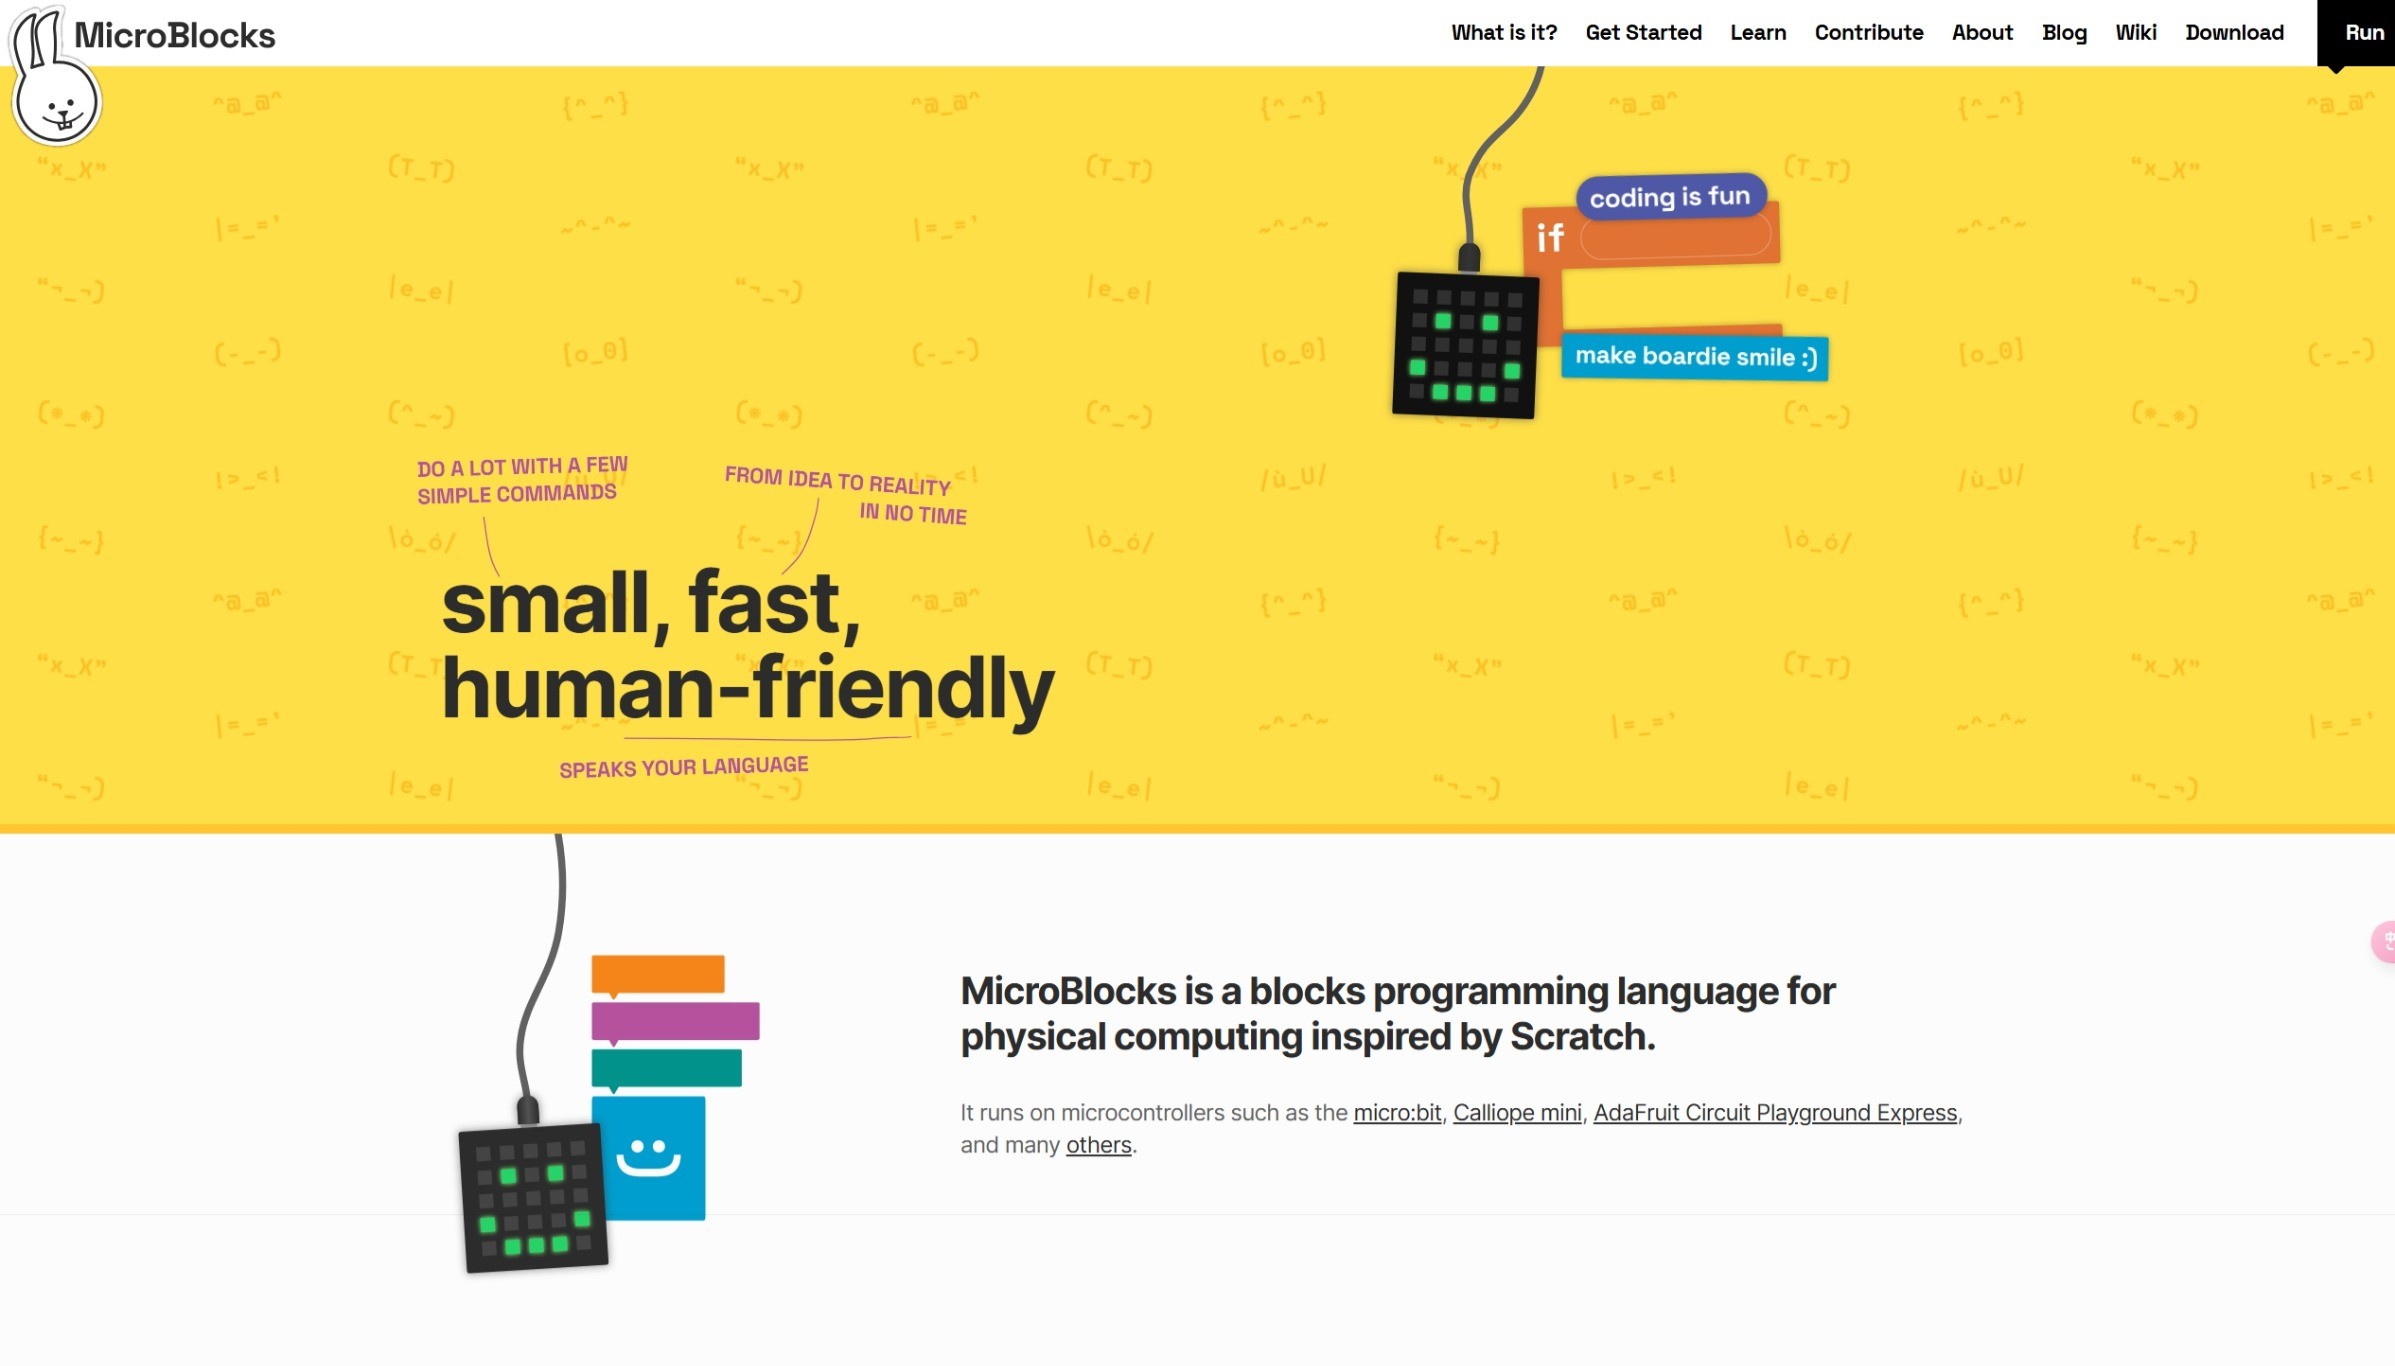 MicroBlocks
What is it? Get Started Learn Contribute About Blog Wiki Download Run
coding is fun
if
make boardie smile :)
DO A LOT WITH A FEW
SIMPLE COMMANDS
FROM IDEA TO REALITY
IN NO TIME
small, fast,
human-friendly
SPEAKS YOUR LANGUAGE
MicroBlocks is a blocks programming language for
physical computing inspired by Scratch.
It runs on microcontrollers such as the micro:bit, Calliope mini, AdaFruit Circuit Playground Express,
and many others.